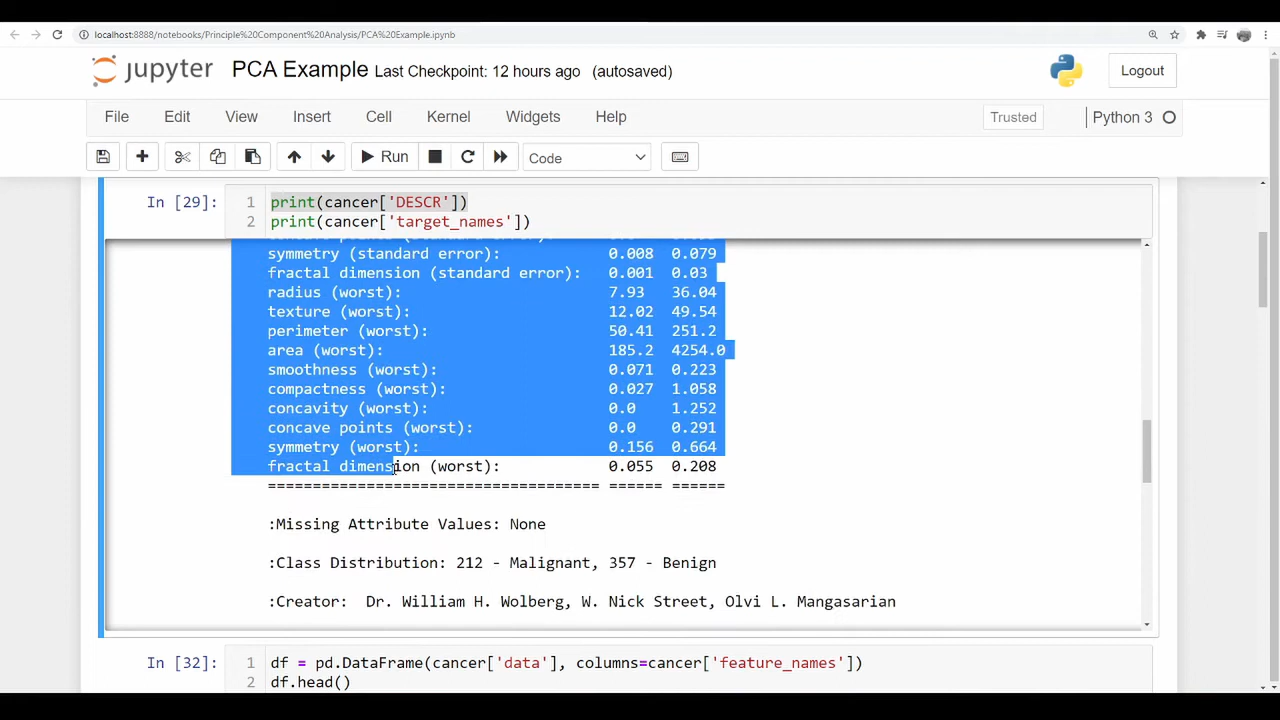 localhost:8888/notebooks/Principle%20Component%20Analysis/PCA%20Example.ipynb
jupyter PCA Example Last Checkpoint: 12 hours ago (autosaved) Logout
File Edit View Insert Cell Kernel Widgets Help Trusted Python 3
Run Code
In [29]: 1 print(cancer['DESCR'])
2 print(cancer['target_names'])
symmetry (standard error): 0.008 0.079
fractal dimension (standard error): 0.001 0.03
radius (worst): 7.93 36.04
texture (worst): 12.02 49.54
perimeter (worst): 50.41 251.2
area (worst): 185.2 4254.0
smoothness (worst): 0.071 0.223
compactness (worst): 0.027 1.058
concavity (worst): 0.0 1.252
concave points (worst): 0.0 0.291
symmetry (worst): 0.156 0.664
fractal dimension (worst): 0.055 0.208
===================================== ====== ======
:Missing Attribute Values: None
:Class Distribution: 212 - Malignant, 357 - Benign
:Creator: Dr. William H. Wolberg, W. Nick Street, Olvi L. Mangasarian
In [32]: 1 df = pd.DataFrame(cancer['data'], columns=cancer['feature_names'])
2 df.head()